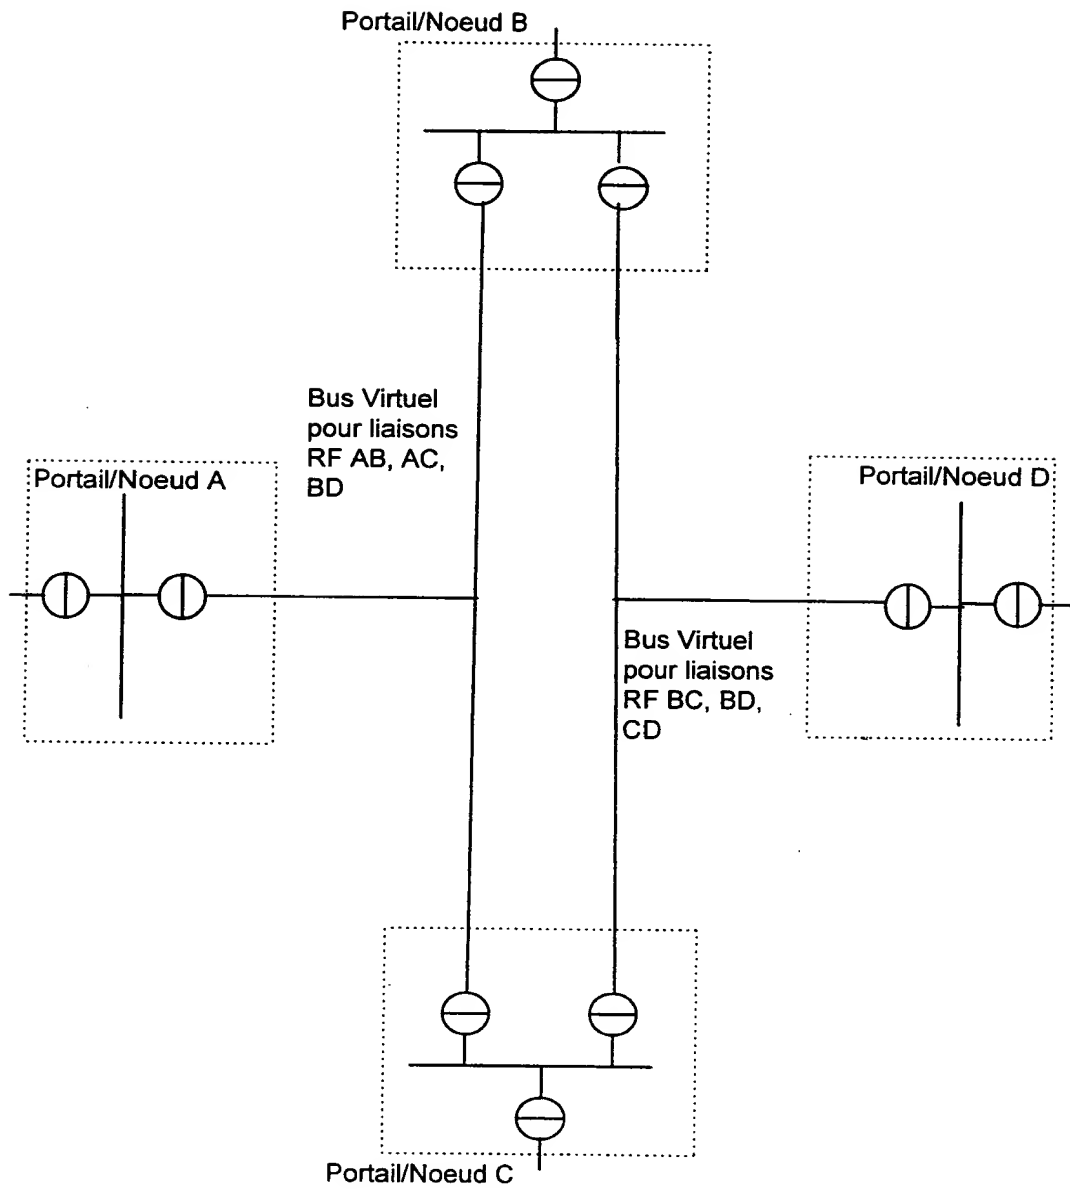 Portail/Noeud B
Bus Virtuel
pour liaisons
RF AB, AC,
BD
Portail/Noeud A
Portail/Noeud D
Bus Virtuel
pour liaisons
RF BC, BD,
CD
Portail/Noeud C